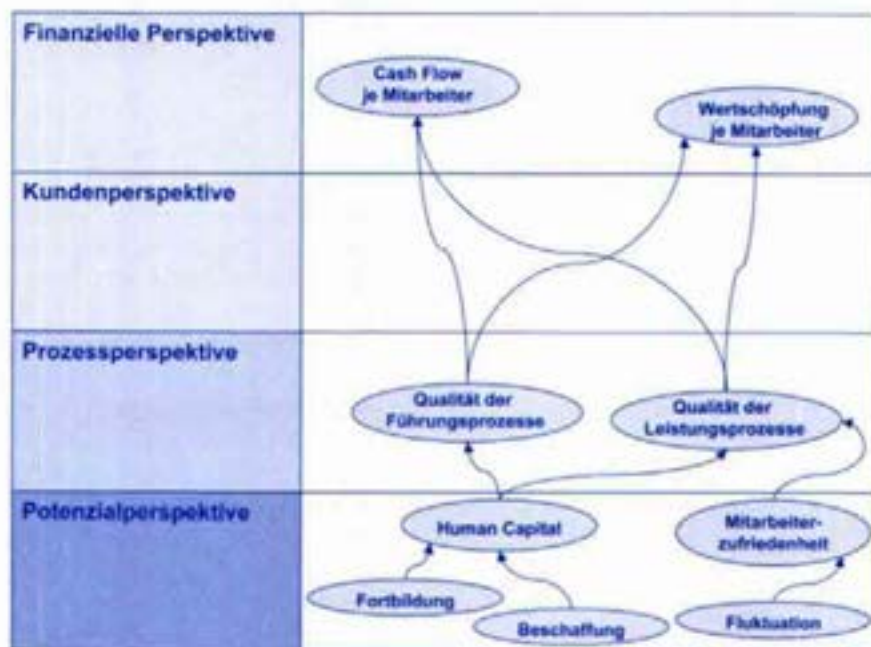 Finanzielle Perspektive
Cash Flow
je Mitarbeiter
Wertschöpfung
je Mitarbeiter
Kundenperspektive
Prozessperspektive
Qualität der
Führungsprozesse
Qualität der
Leistungsprozesse
Potenzialperspektive
Human Capital
Mitarbeiter-
zufriedenheit
Fortbildung
Beschaffung
Fluktuation